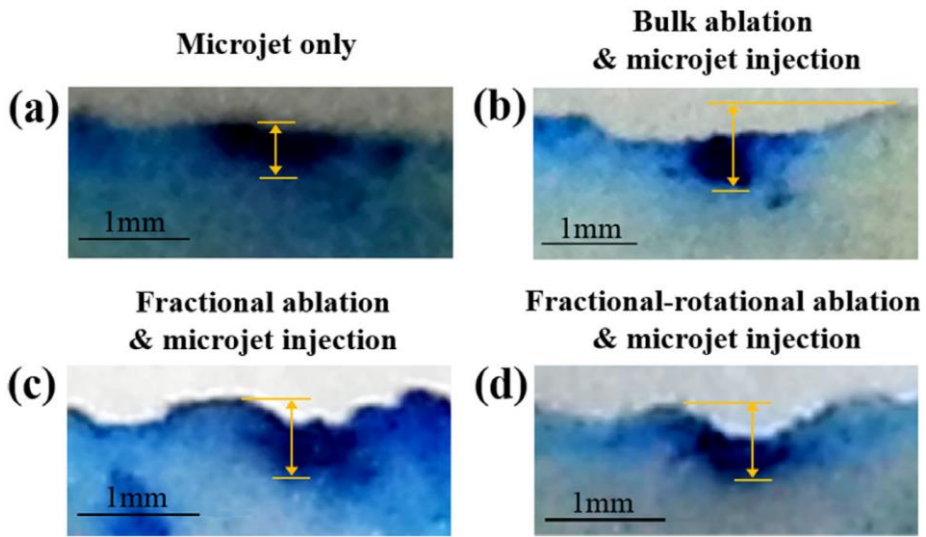 Microjet only
(a)
1mm
Bulk ablation
& microjet injection
(b)
1mm
Fractional ablation
& microjet injection
(c)
1mm
Fractional-rotational ablation
& microjet injection
(d)
1mm